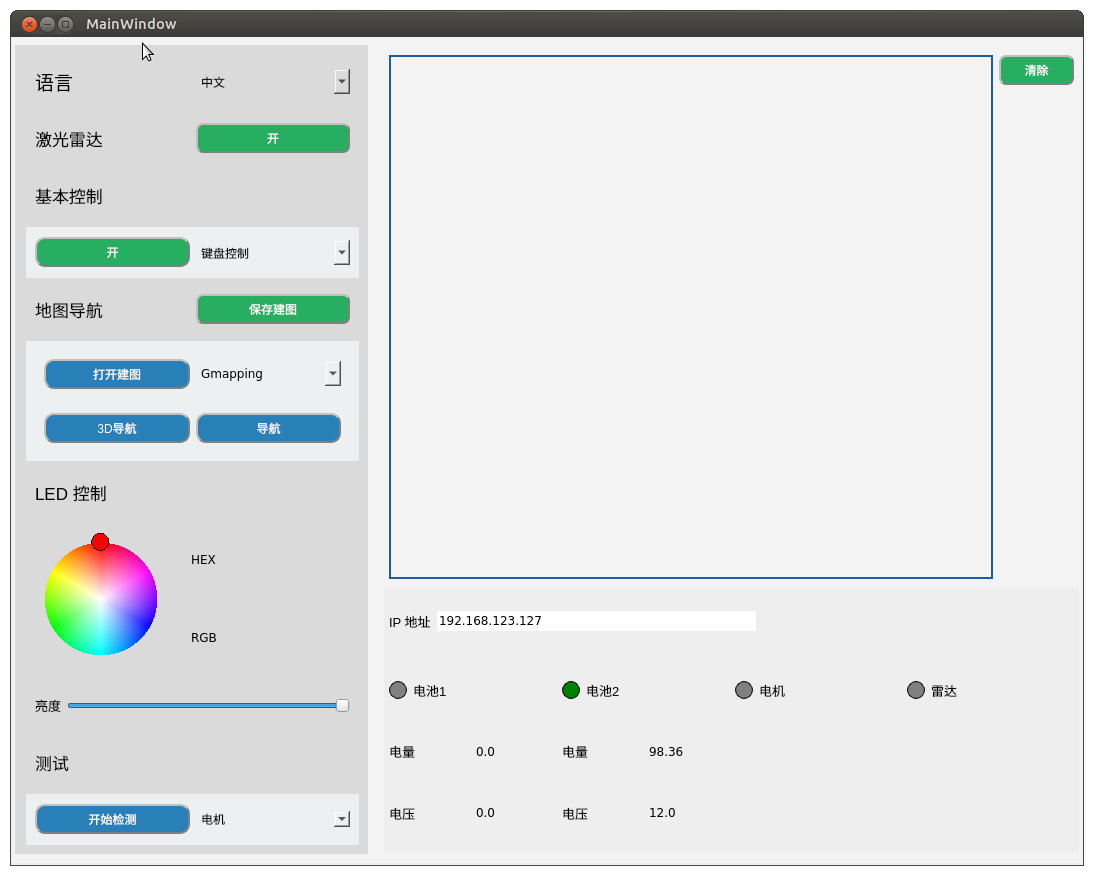 MainWindow
语言 中文
激光雷达 开
基本控制
开 键盘控制
地图导航 保存建图
打开建图 Gmapping
3D导航 导航
LED 控制
HEX
RGB
亮度
测试
开始检测 电机
清除
IP 地址 192.168.123.127
电池1 电池2 电机 雷达
电量 0.0 电量 98.36
电压 0.0 电压 12.0